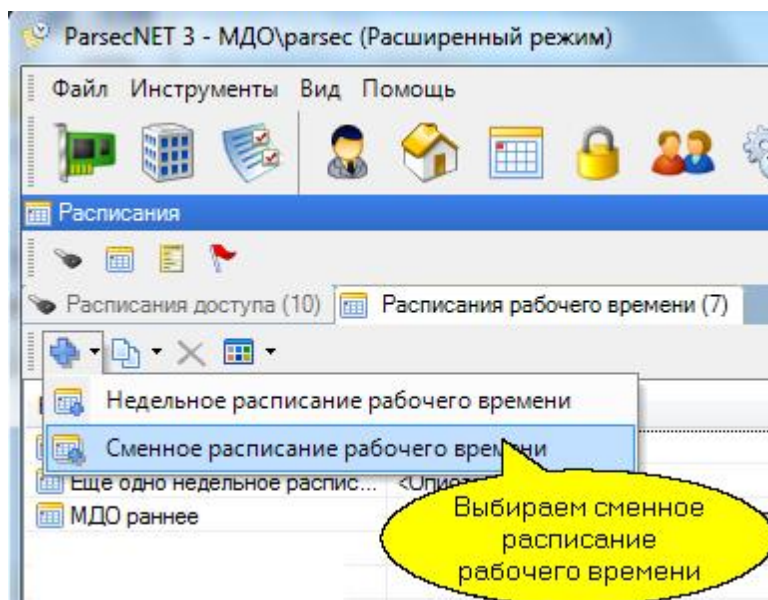 ParsecNET 3 - МДО\parsec (Расширенный режим)
Файл Инструменты Вид Помощь
Расписания
Расписания доступа (10) Расписания рабочего времени (7)
Недельное расписание рабочего времени
Сменное расписание рабочего времени
Еще одно недельное распис...
МДО раннее
Выбираем сменное
расписание
рабочего времени